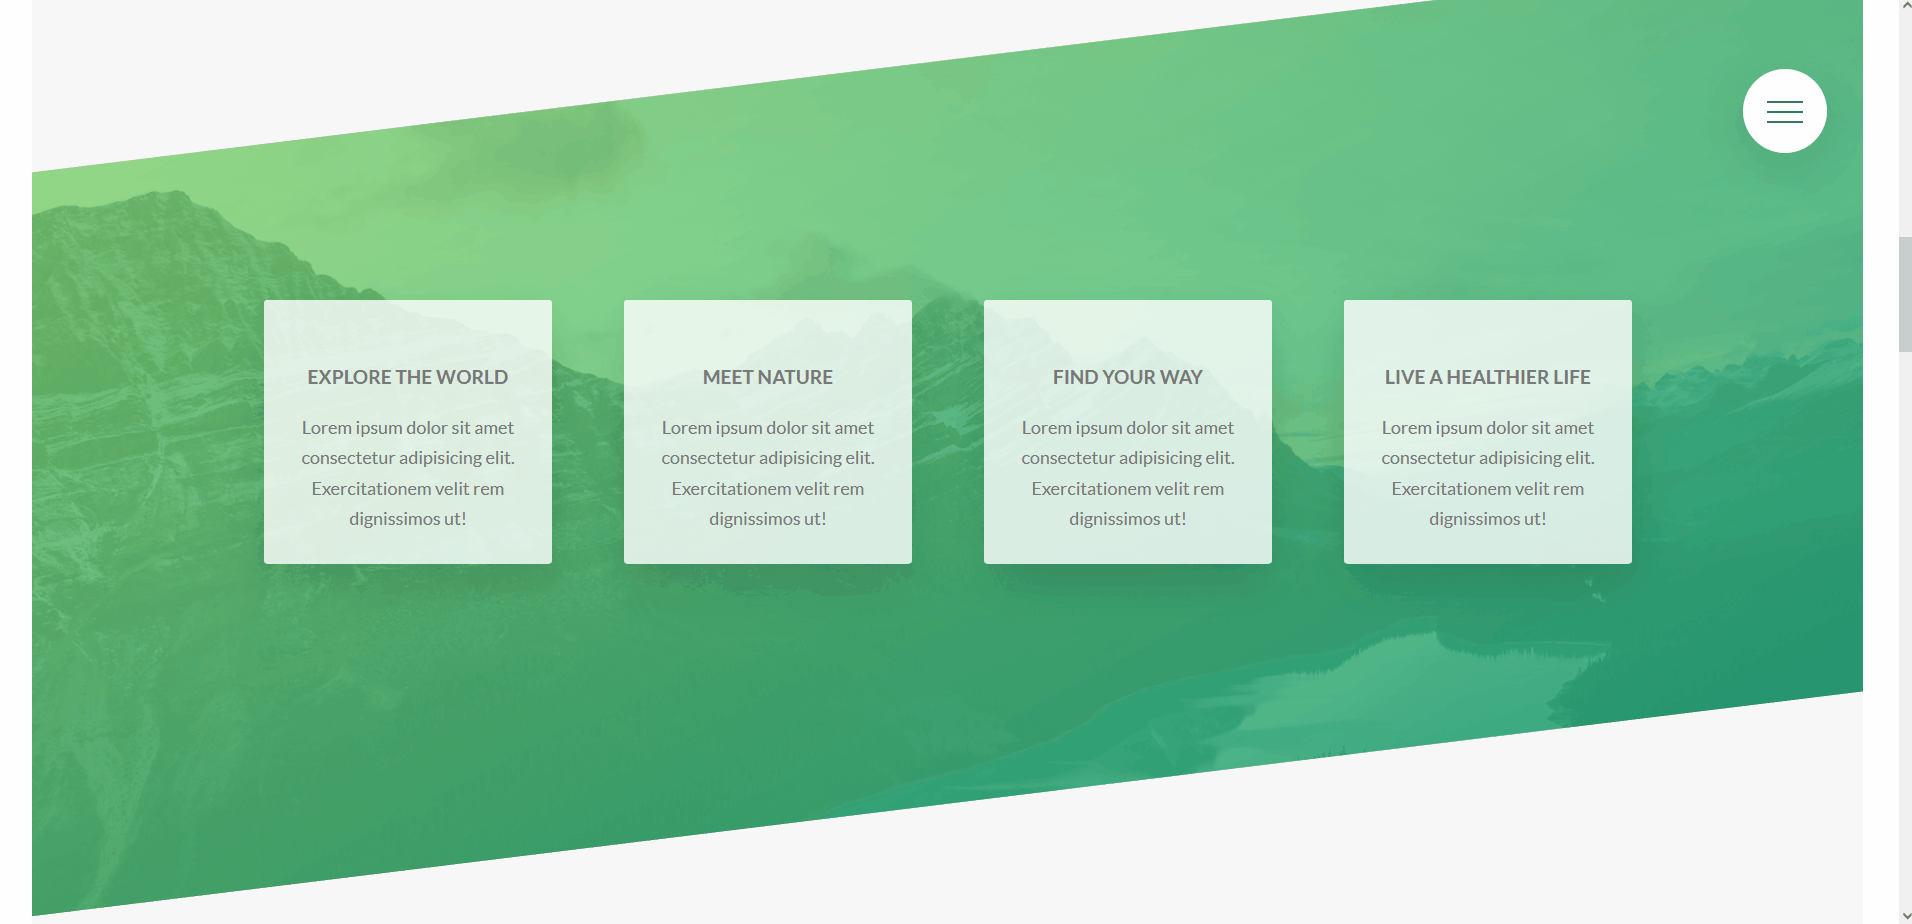 EXPLORE THE WORLD
Lorem ipsum dolor sit amet
consectetur adipisicing elit.
Exercitationem velit rem
dignissimos ut!
MEET NATURE
Lorem ipsum dolor sit amet
consectetur adipisicing elit.
Exercitationem velit rem
dignissimos ut!
FIND YOUR WAY
Lorem ipsum dolor sit amet
consectetur adipisicing elit.
Exercitationem velit rem
dignissimos ut!
LIVE A HEALTHIER LIFE
Lorem ipsum dolor sit amet
consectetur adipisicing elit.
Exercitationem velit rem
dignissimos ut!